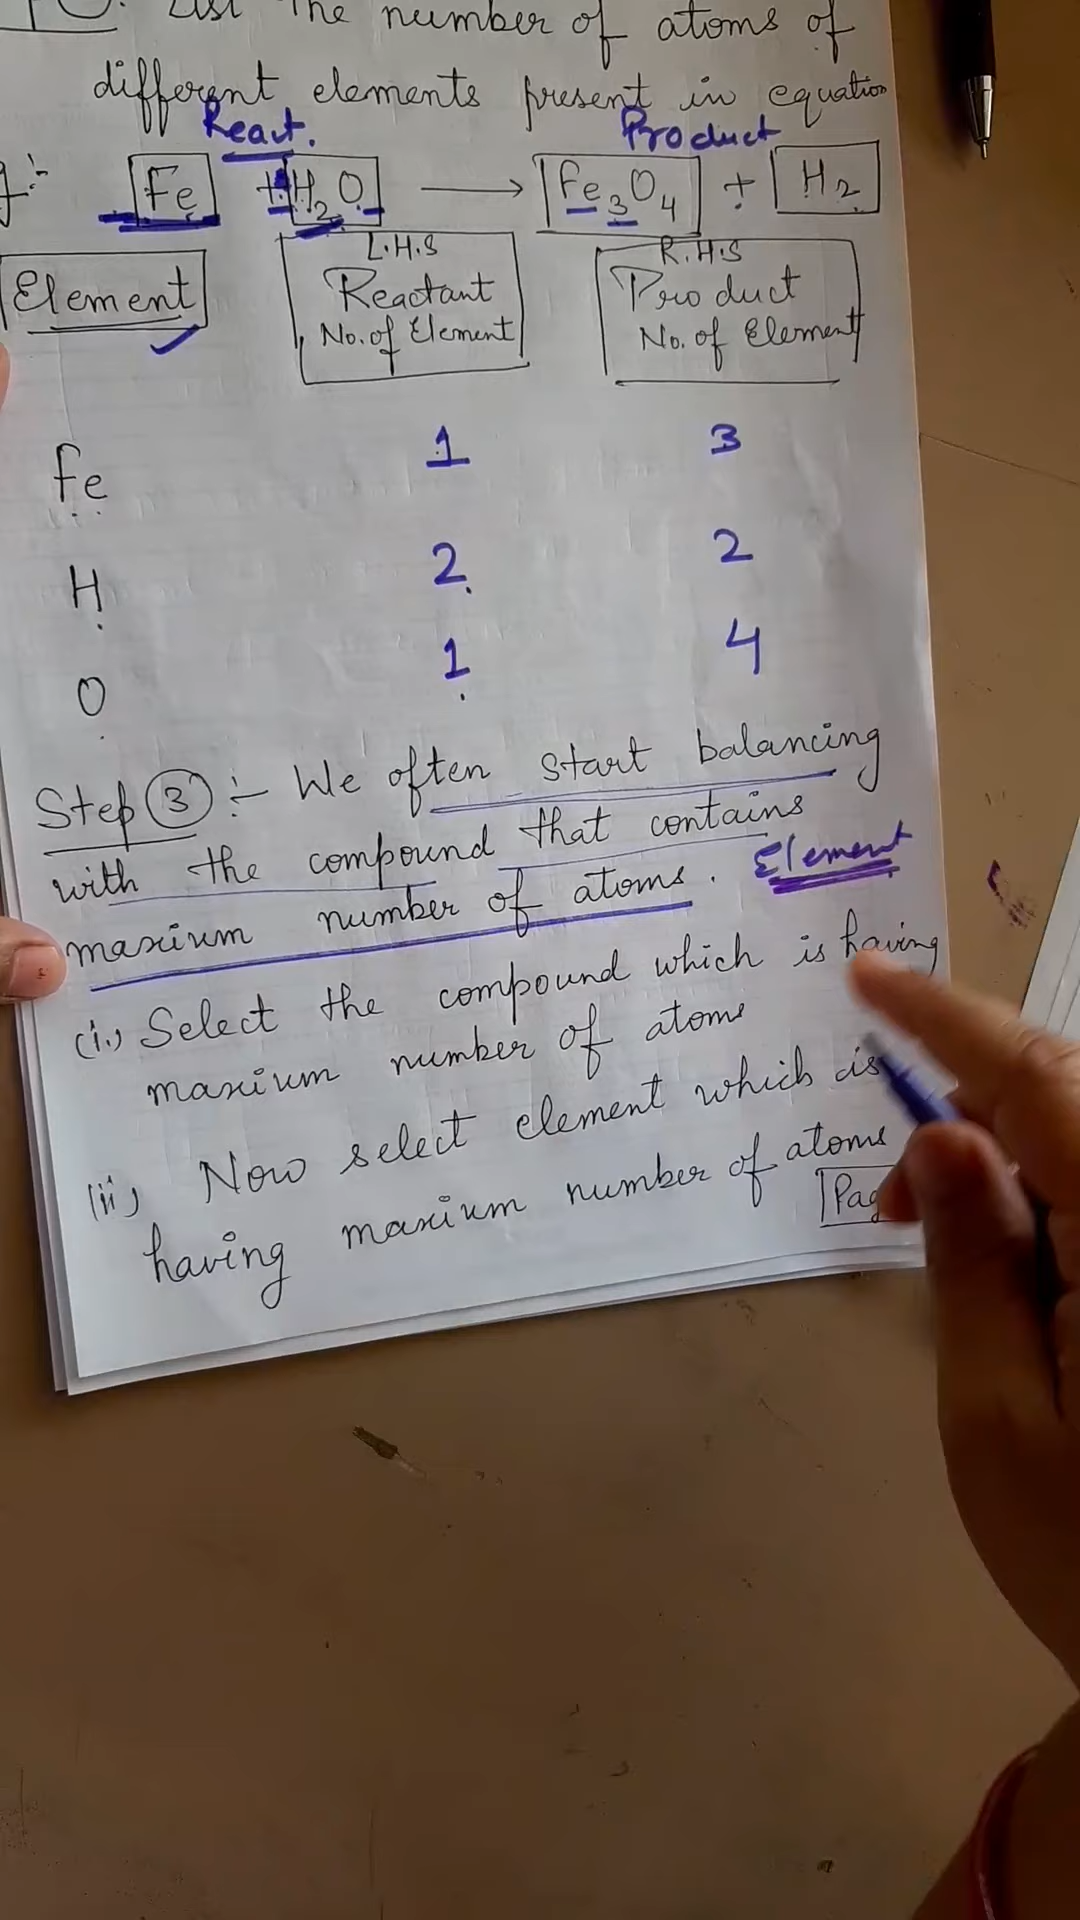 List the number of atoms of
different elements present in equation
React. Product
Fe + H2O → Fe3O4 + H2
Element
L.H.S
Reactant
No. of Element
R.H.S
Product
No. of Element
Fe 1 3
H 2 2
O 1 4
Step 3 :- We often start balancing
with the compound that contains
maxium number of atoms. Element
(i.) Select the compound which is having
maxium number of atoms
(ii) Now select element which is
having maxium number of atoms